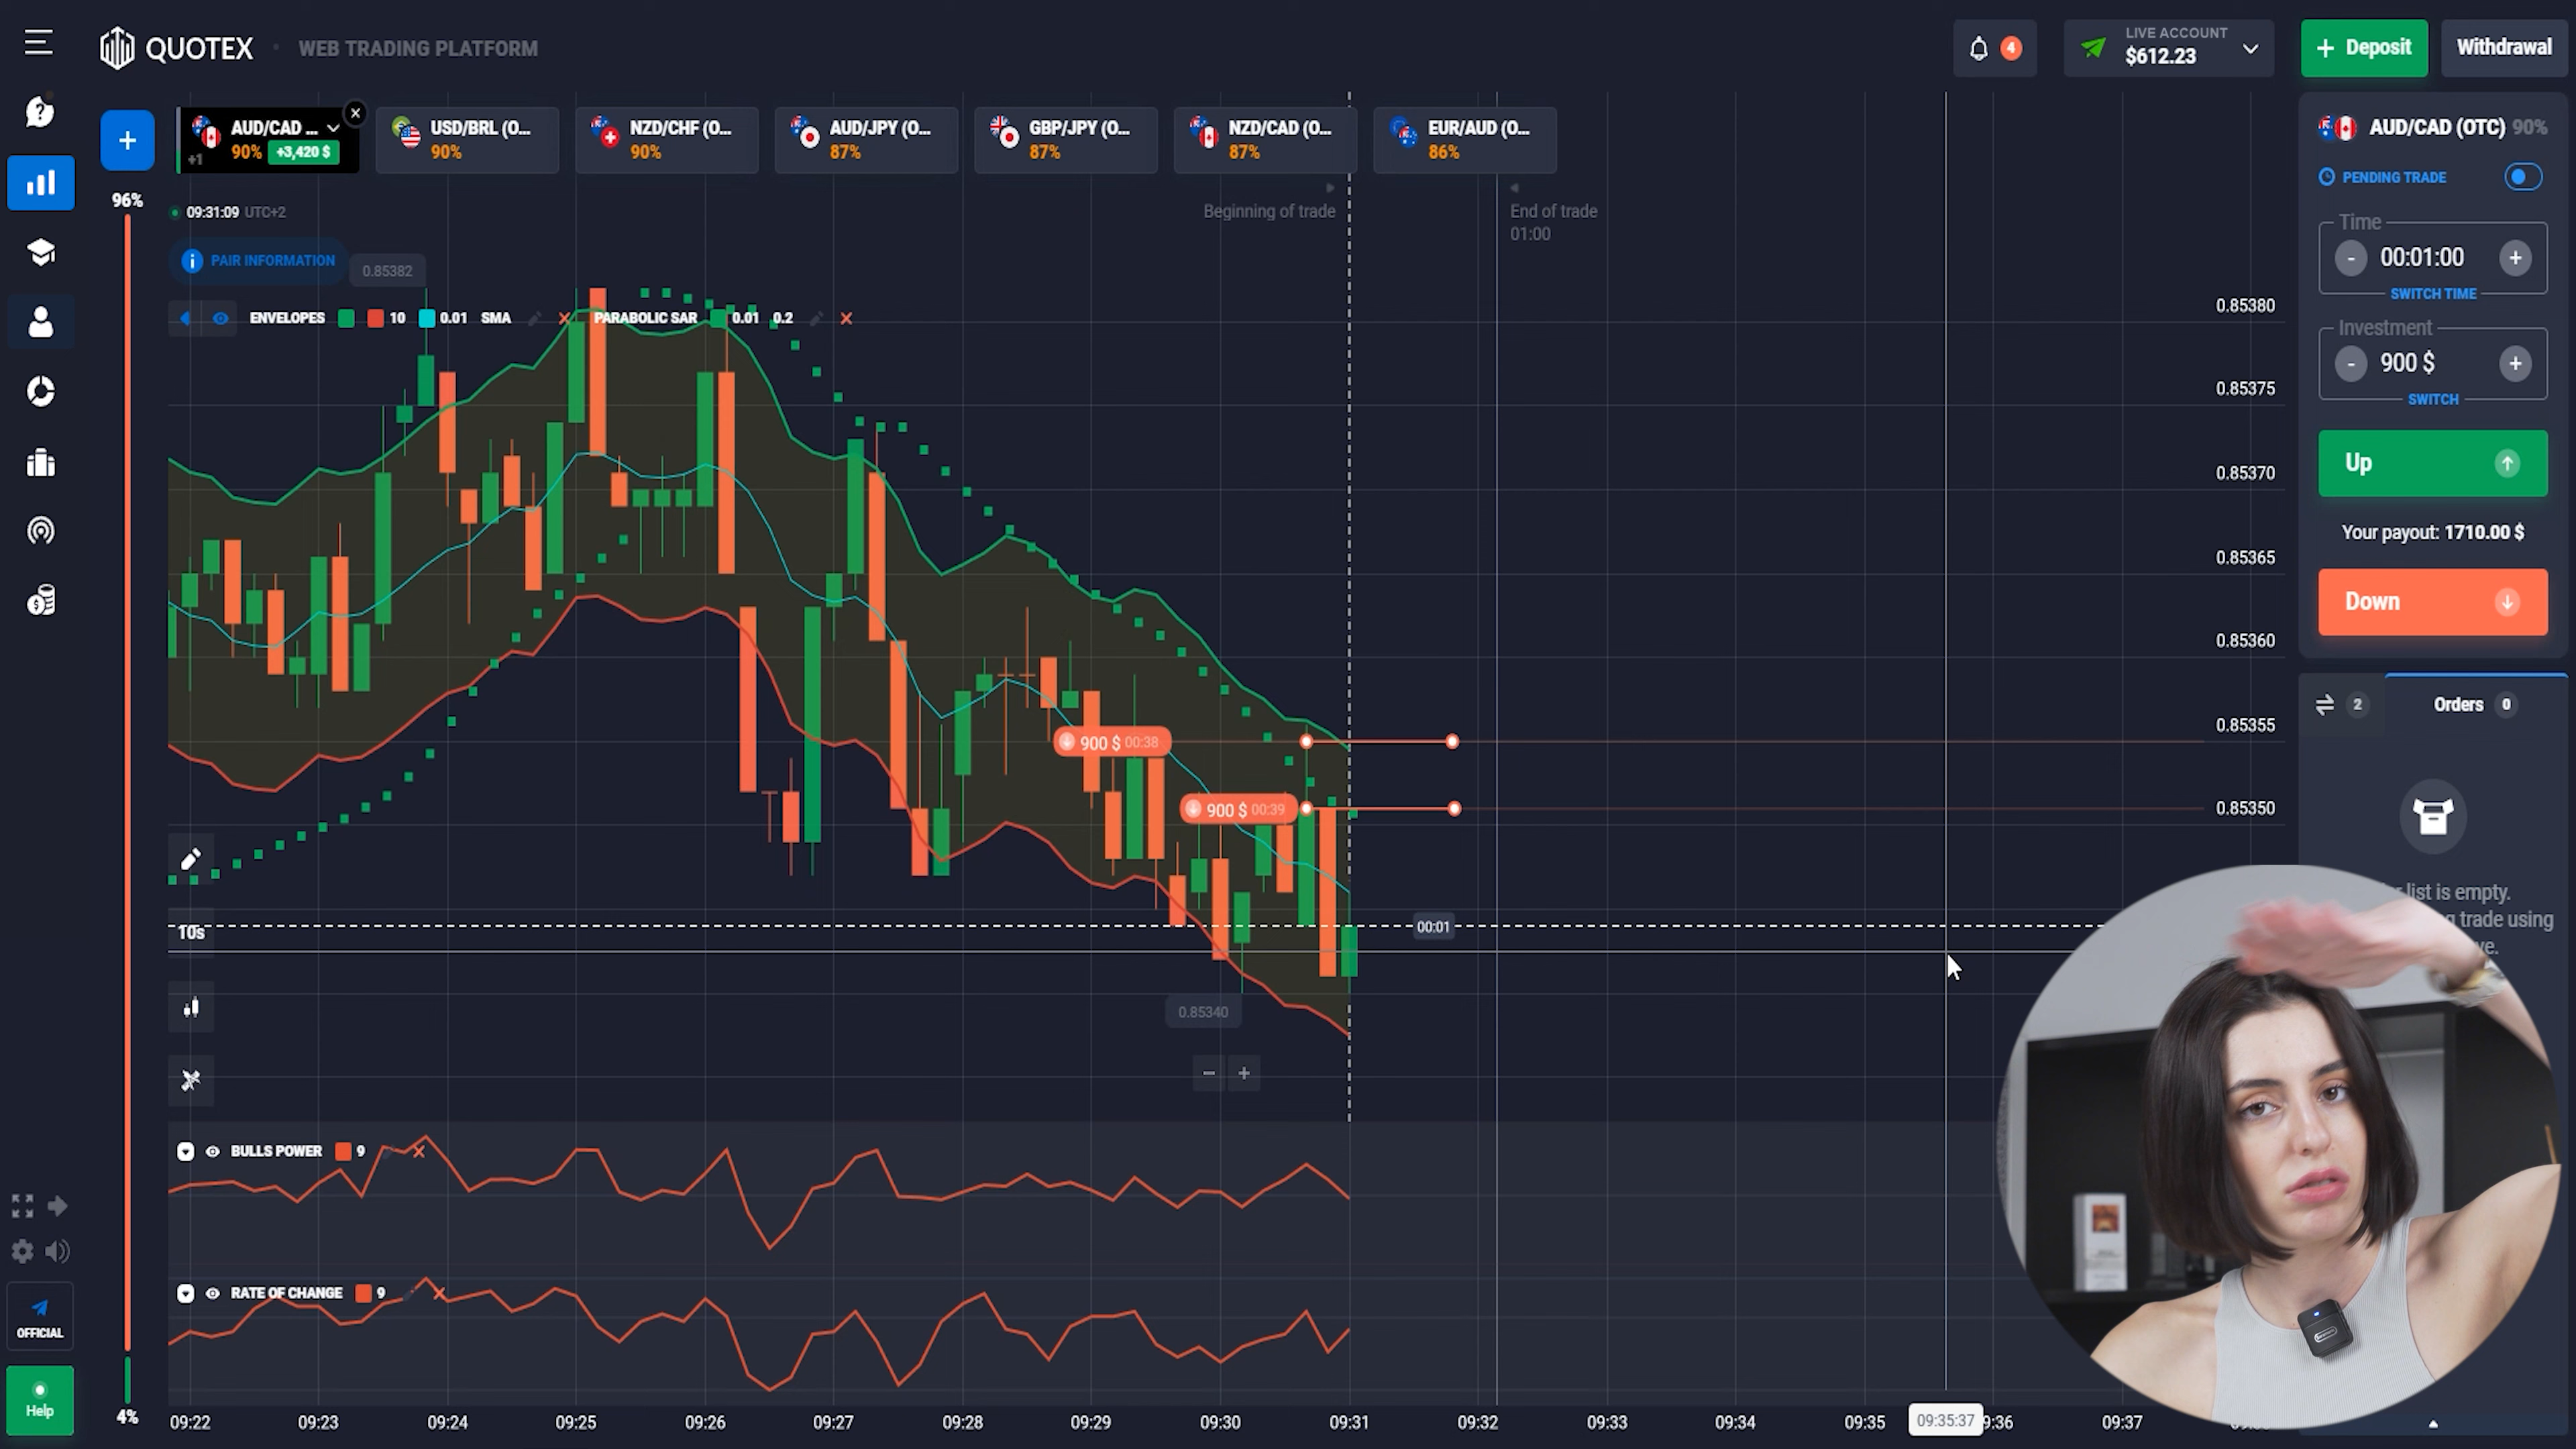 QUOTEX • WEB TRADING PLATFORM
4
LIVE ACCOUNT
$612.23
+ Deposit
Withdrawal
+
AUD/CAD ...
+1 90% +3,420 $
USD/BRL (O...
90%
NZD/CHF (O...
90%
AUD/JPY (O...
87%
GBP/JPY (O...
87%
NZD/CAD (O...
87%
EUR/AUD (O...
86%
AUD/CAD (OTC) 90%
PENDING TRADE
Time
- 00:01:00 +
SWITCH TIME
Investment
- 900 $ +
SWITCH
Up
Your payout: 1710.00 $
Down
2
Orders 0
list is empty.
trade using
96%
09:31:09 UTC+2
Beginning of trade
End of trade
01:00
PAIR INFORMATION
0.85382
ENVELOPES 10 0.01 SMA
PARABOLIC SAR 0.01 0.2
0.85380
0.85375
0.85370
0.85365
0.85360
0.85355
0.85350
900 $ 00:38
900 $ 00:39
10s
00:01
0.85340
- +
BULLS POWER 9
RATE OF CHANGE 9
OFFICIAL
Help
4%
09:22 09:23 09:24 09:25 09:26 09:27 09:28 09:29 09:30 09:31 09:32 09:33 09:34 09:35 09:35:37 9:36 09:37